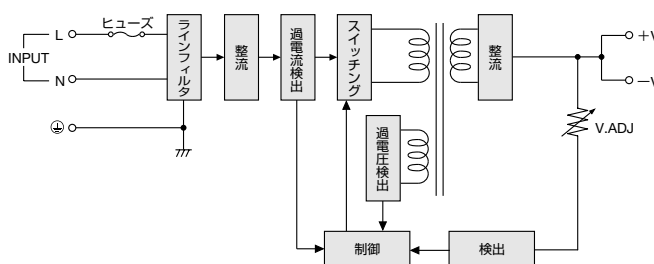 ヒューズ
L
INPUT
N
ラインフィルタ
整流
過電流検出
スイッチング
整流
+V
−V
V.ADJ
過電圧検出
制御
検出